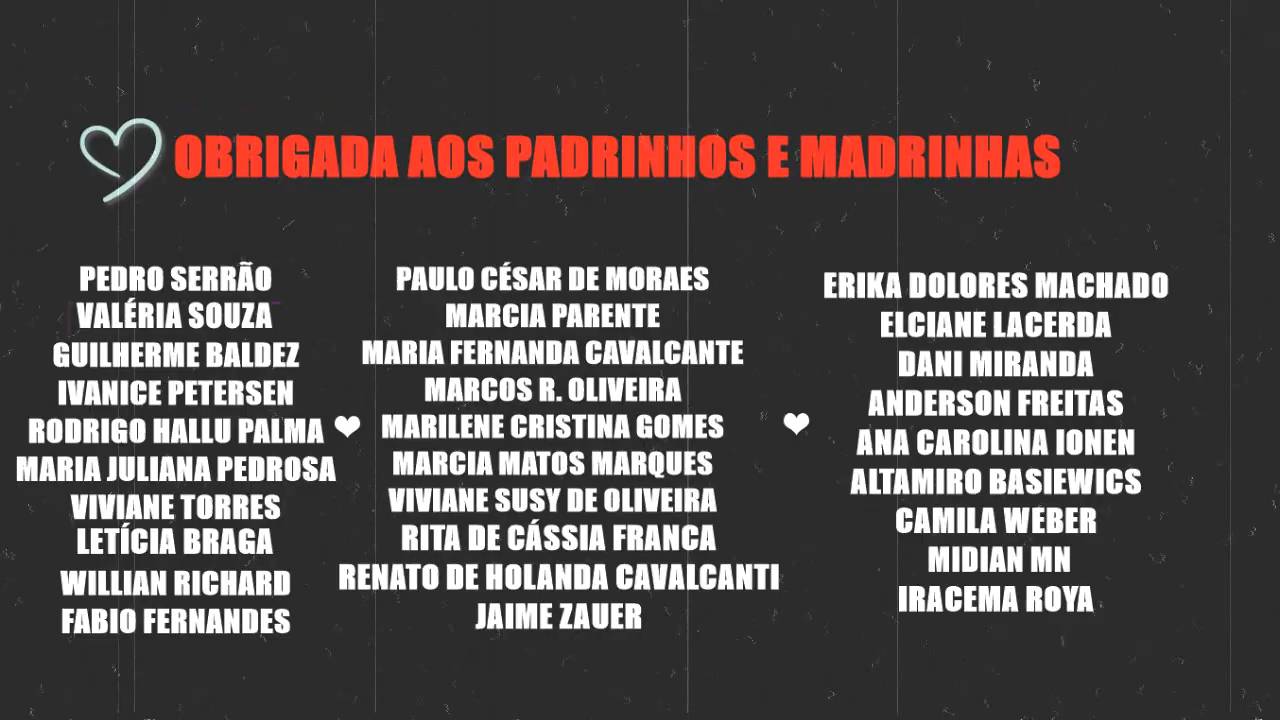 OBRIGADA AOS PADRINHOS E MADRINHAS
PEDRO SERRÃO
VALÉRIA SOUZA
GUILHERME BALDEZ
IVANICE PETERSEN
RODRIGO HALLU PALMA
MARIA JULIANA PEDROSA
VIVIANE TORRES
LETÍCIA BRAGA
WILLIAN RICHARD
FABIO FERNANDES
PAULO CÉSAR DE MORAES
MARCIA PARENTE
MARIA FERNANDA CAVALCANTE
MARCOS R. OLIVEIRA
MARILENE CRISTINA GOMES
MARCIA MATOS MARQUES
VIVIANE SUSY DE OLIVEIRA
RITA DE CÁSSIA FRANCA
RENATO DE HOLANDA CAVALCANTI
JAIME ZAUER
ERIKA DOLORES MACHADO
ELCIANE LACERDA
DANI MIRANDA
ANDERSON FREITAS
ANA CAROLINA IONEN
ALTAMIRO BASIEWICS
CAMILA WEBER
MIDIAN MN
IRACEMA ROYA